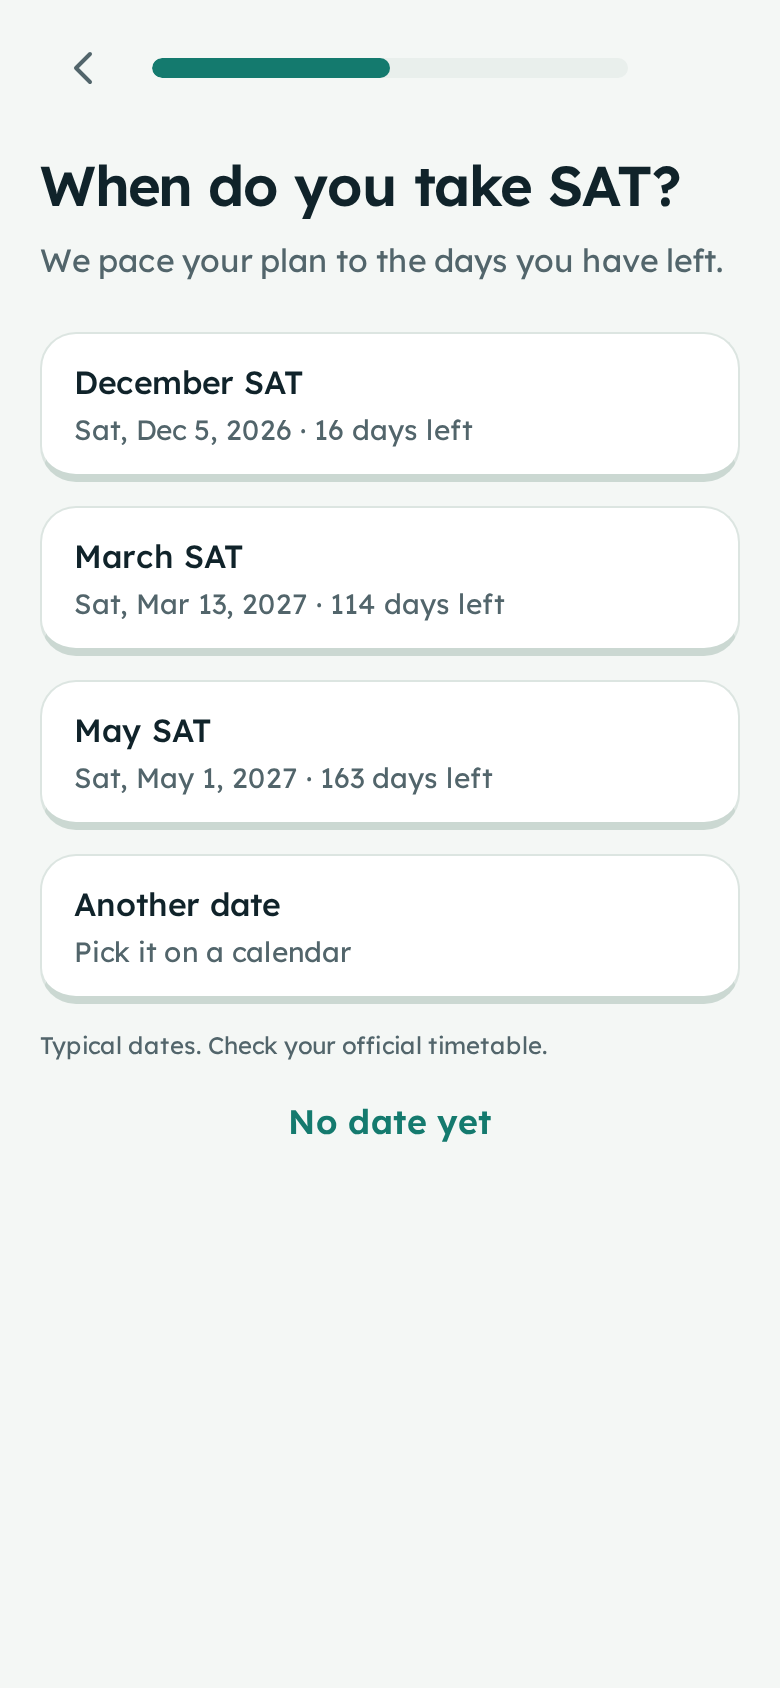 When do you take SAT?
We pace your plan to the days you have left.
December SAT
Sat, Dec 5, 2026 · 16 days left
March SAT
Sat, Mar 13, 2027 · 114 days left
May SAT
Sat, May 1, 2027 · 163 days left
Another date
Pick it on a calendar
Typical dates. Check your official timetable.
No date yet